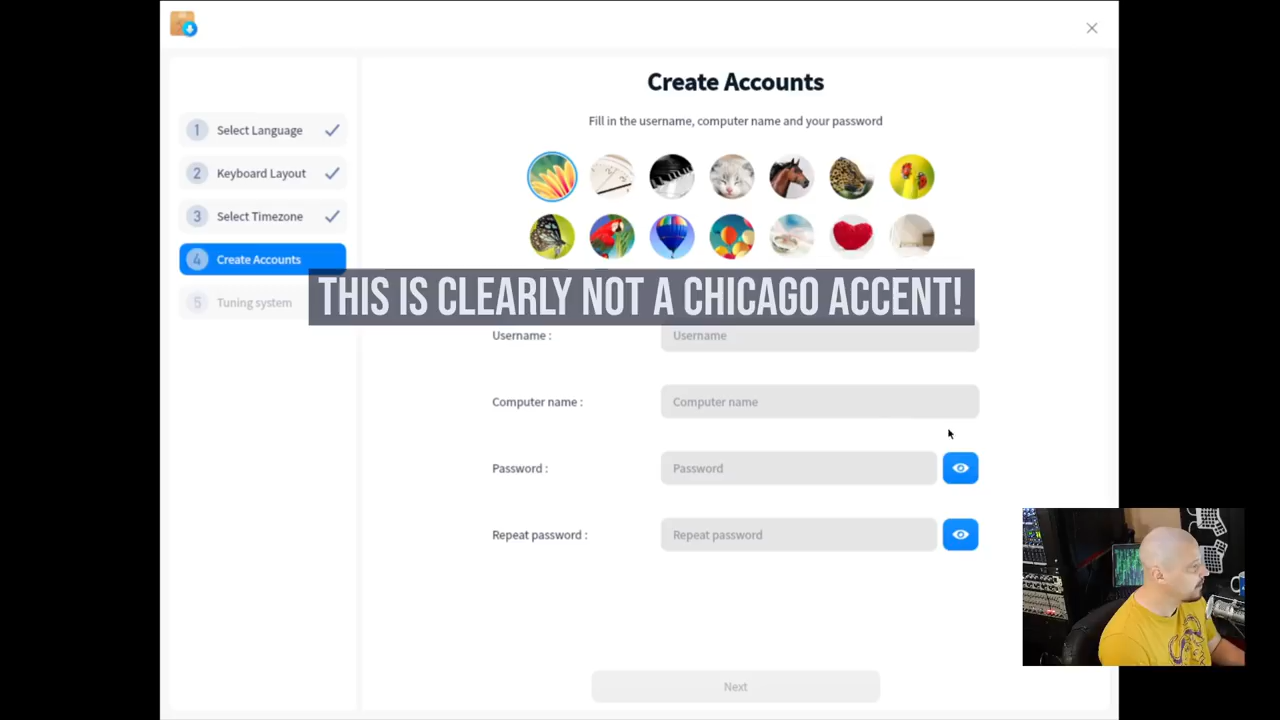 Create Accounts
Fill in the username, computer name and your password
1 Select Language
2 Keyboard Layout
3 Select Timezone
4 Create Accounts
5 Tuning system
THIS IS CLEARLY NOT A CHICAGO ACCENT!
Username : Username
Computer name : Computer name
Password : Password
Repeat password : Repeat password
Next